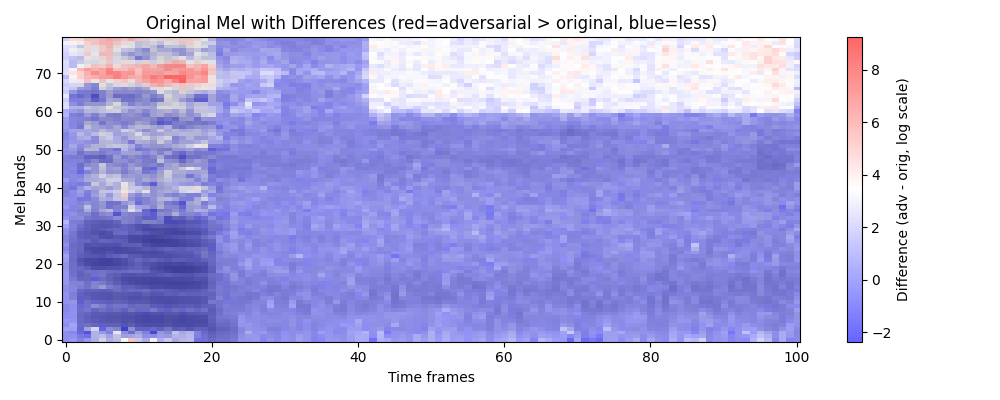 Original Mel with Differences (red=adversarial > original, blue=less)
Mel bands
70
60
50
40
30
20
10
0
0 20 40 60 80 100
Time frames
8
6
4
2
0
−2
Difference (adv - orig, log scale)